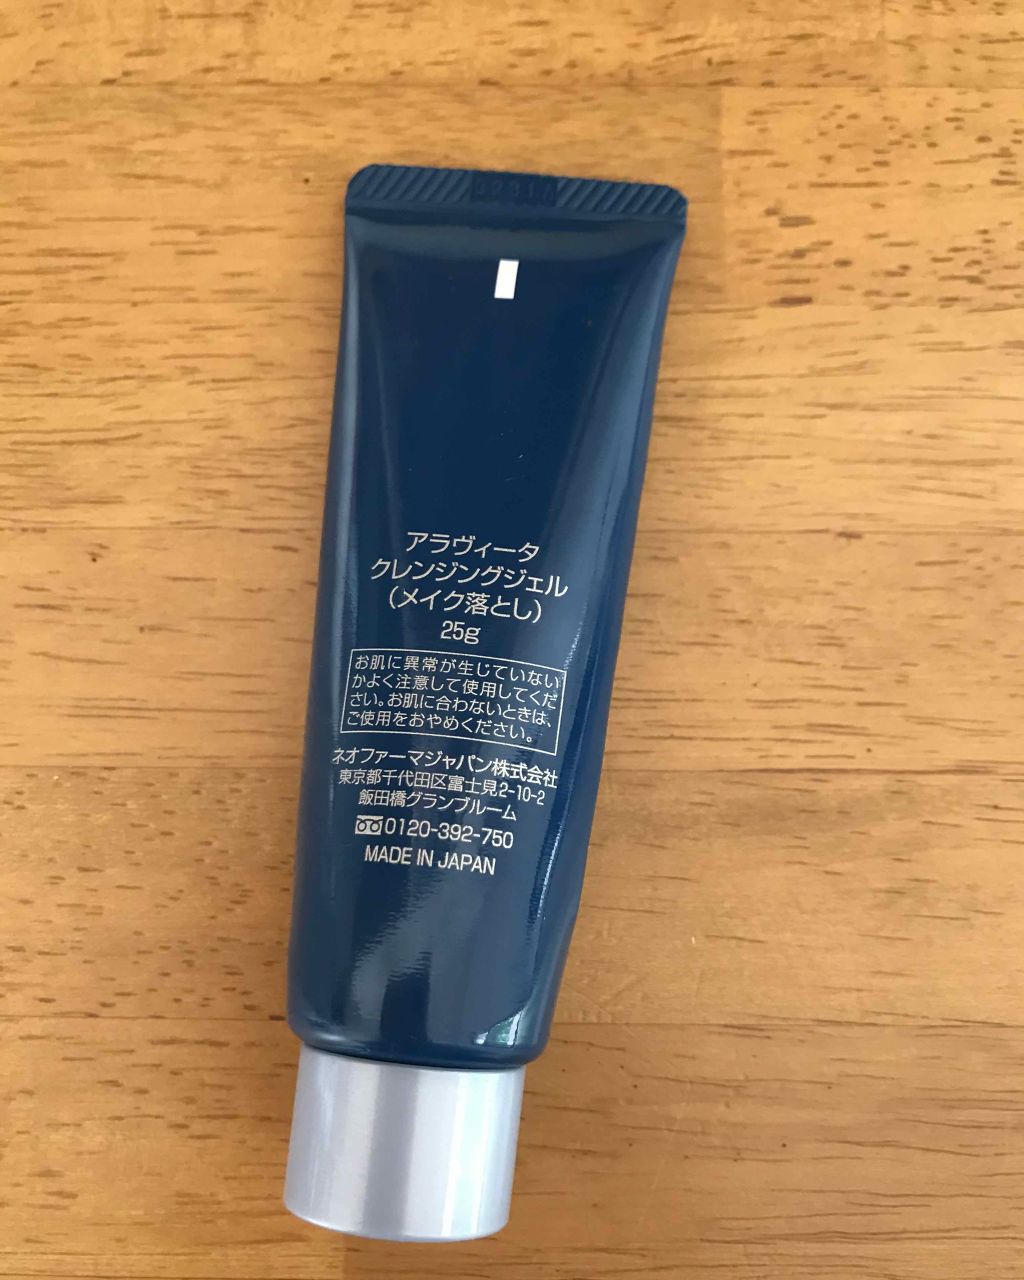 アラヴィータ
クレンジングジェル
(メイク落とし)
25g
お肌に異常が生じていない
かよく注意して使用してくだ
さい。お肌に合わないときは、
ご使用をおやめください。
ネオファーマジャパン株式会社
東京都千代田区富士見2-10-2
飯田橋グランブルーム
0120-392-750
MADE IN JAPAN